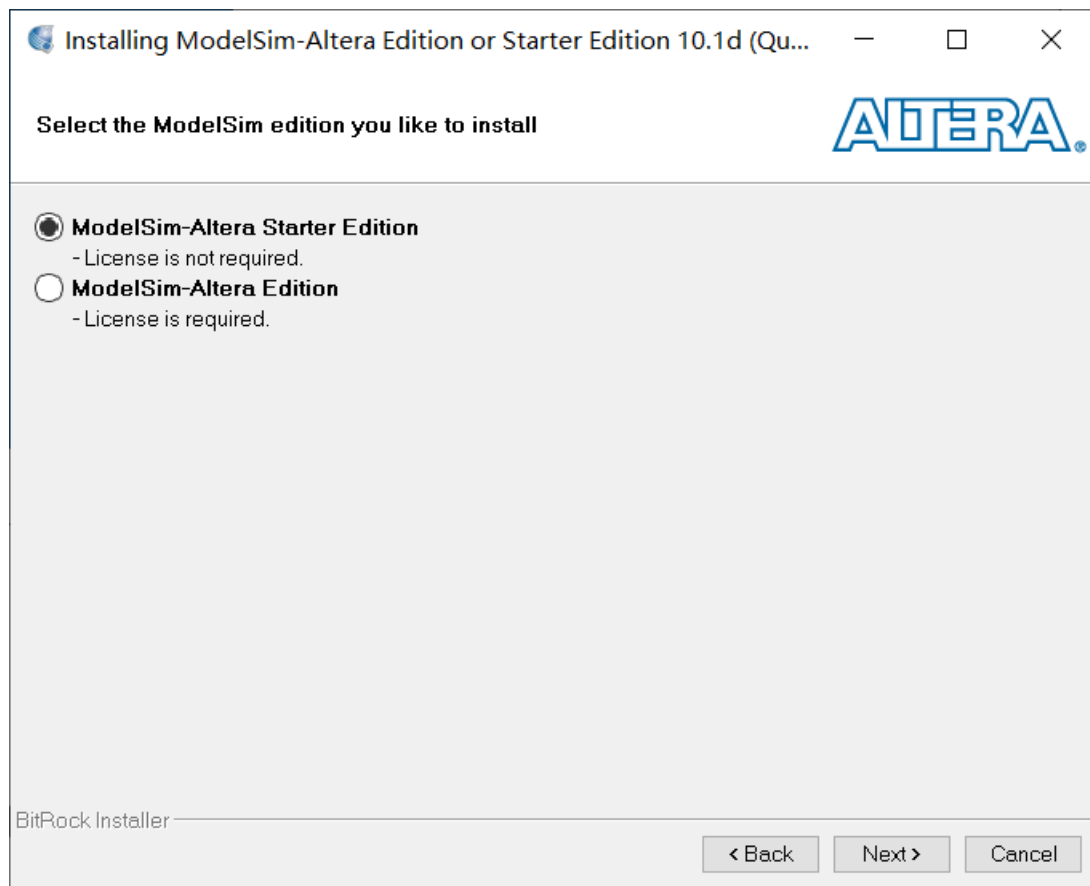 Installing ModelSim-Altera Edition or Starter Edition 10.1d (Qu...
Select the ModelSim edition you like to install
ALTERA®
ModelSim-Altera Starter Edition
- License is not required.
ModelSim-Altera Edition
- License is required.
BitRock Installer
< Back
Next >
Cancel